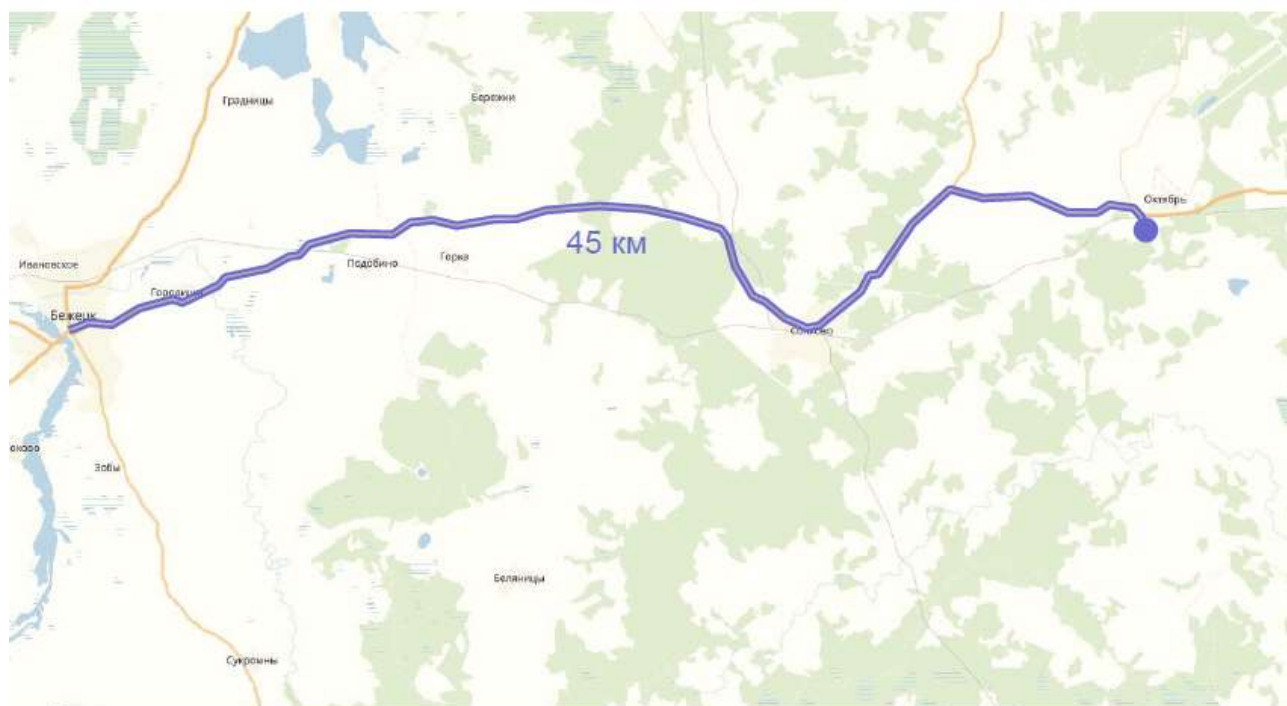 Бережки
Градницы
Октябрь
45 км
Горка
Подобино
Ивановское
Городище
Бежецк
Сонково
Зобы
Беляницы
Сукромны